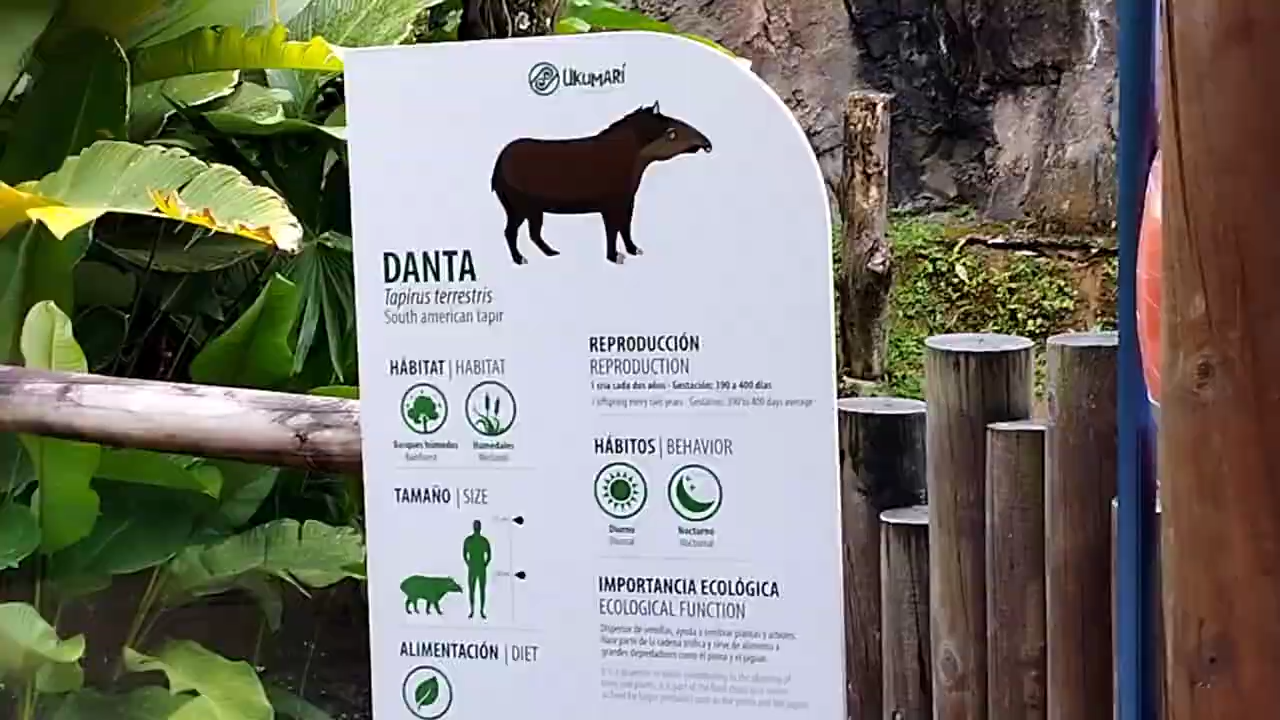 UKUMARÍ
DANTA
Tapirus terrestris
South american tapir
HÁBITAT | HABITAT
Bosques húmedos
Rainforest
Humedales
Wetlands
TAMAÑO | SIZE
ALIMENTACIÓN | DIET
REPRODUCCIÓN
REPRODUCTION
1 cria cada dos años - Gestación: 390 a 400 días
1 offspring every two years - Gestation: 390 to 400 days average
HÁBITOS | BEHAVIOR
Diurno
Diurnal
Nocturno
Nocturnal
IMPORTANCIA ECOLÓGICA
ECOLOGICAL FUNCTION
Dispersor de semillas, ayuda a sembrar plantas y arboles.
Hace parte de la cadena trófica y sirve de alimento a
grandes depredadores como el puma y el jaguar.